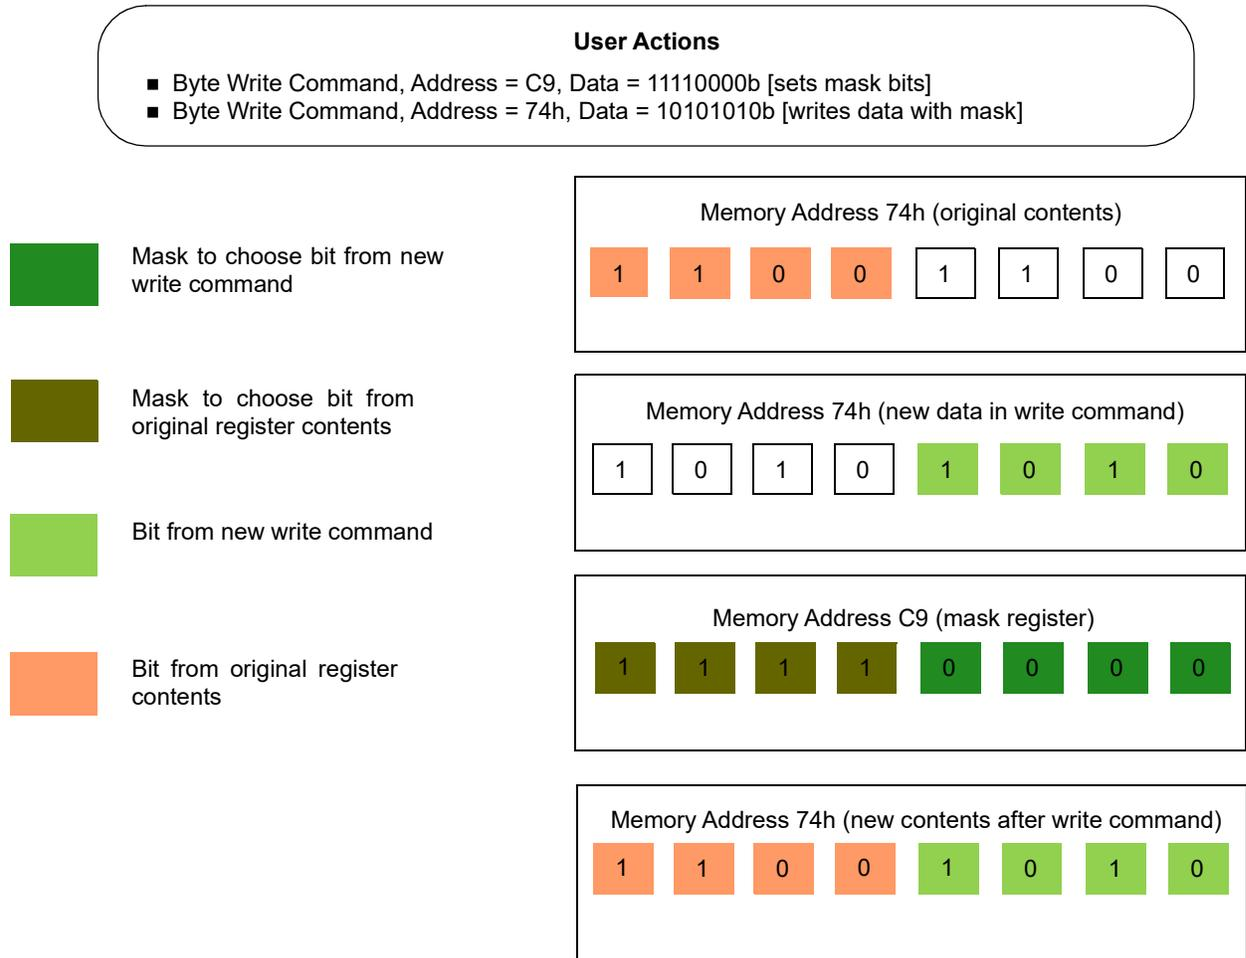 User Actions
■ Byte Write Command, Address = C9, Data = 11110000b [sets mask bits]
■ Byte Write Command, Address = 74h, Data = 10101010b [writes data with mask]
Mask to choose bit from new
write command
Mask to choose bit from
original register contents
Bit from new write command
Bit from original register
contents
Memory Address 74h (original contents)
1 1 0 0 1 1 0 0
Memory Address 74h (new data in write command)
1 0 1 0 1 0 1 0
Memory Address C9 (mask register)
1 1 1 1 0 0 0 0
Memory Address 74h (new contents after write command)
1 1 0 0 1 0 1 0